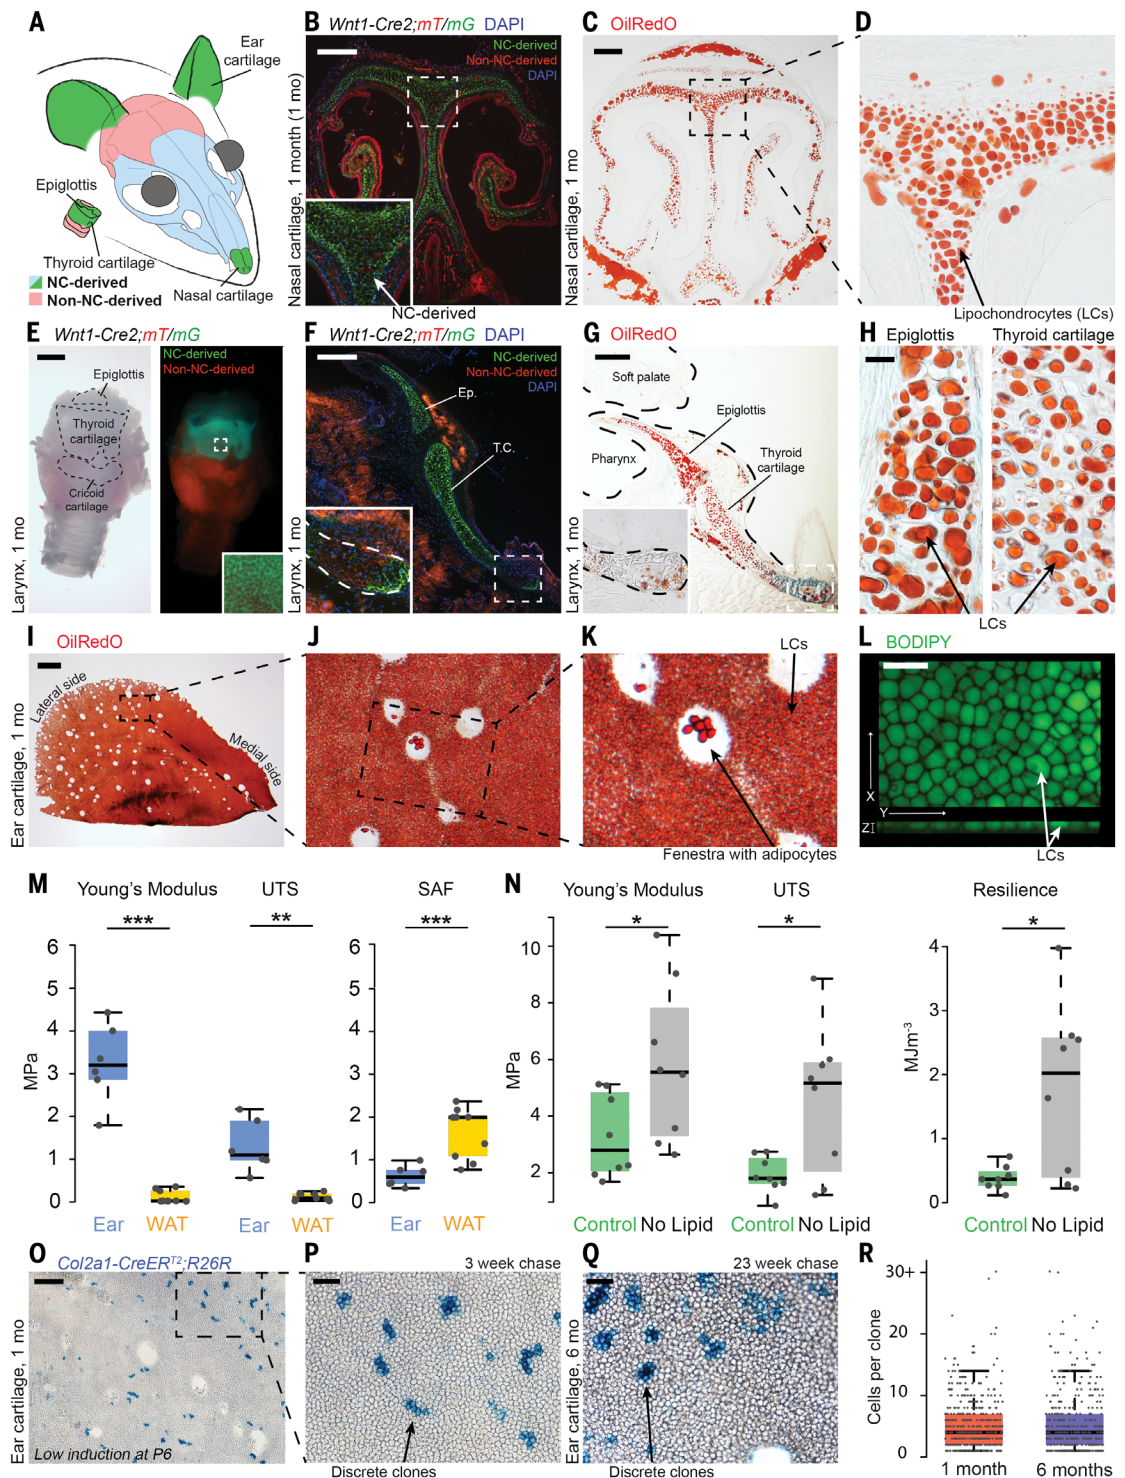 A
Ear
cartilage
Epiglottis
Thyroid cartilage
NC-derived
Non-NC-derived
Nasal cartilage
B Wnt1-Cre2;mT/mG DAPI
Nasal cartilage, 1 month (1 mo)
NC-derived
Non-NC-derived
DAPI
NC-derived
C OilRedO
Nasal cartilage, 1 mo
D
Lipochondrocytes (LCs)
E Wnt1-Cre2;mT/mG
Larynx, 1 mo
Epiglottis
Thyroid
cartilage
Cricoid
cartilage
NC-derived
Non-NC-derived
F Wnt1-Cre2;mT/mG DAPI
Larynx, 1 mo
NC-derived
Non-NC-derived
DAPI
Ep.
T.C.
G OilRedO
Larynx, 1 mo
Soft palate
Epiglottis
Pharynx
Thyroid
cartilage
H Epiglottis Thyroid cartilage
LCs
I OilRedO
Ear cartilage, 1 mo
Lateral side
Medial side
J
K
LCs
Fenestra with adipocytes
L BODIPY
X
Y
Z
LCs
M Young's Modulus UTS SAF
*** ** ***
MPa
6
5
4
3
2
1
0
6
5
4
3
2
1
0
Ear WAT Ear WAT Ear WAT
N Young's Modulus UTS Resilience
* * *
MPa
10
8
6
4
2
MJm-3
4
3
2
1
0
Control No Lipid Control No Lipid Control No Lipid
O Col2a1-CreERT2;R26R
Ear cartilage, 1 mo
Low induction at P6
P 3 week chase
Discrete clones
Q 23 week chase
Ear cartilage, 6 mo
Discrete clones
R
Cells per clone
30+
20
10
0
1 month 6 months